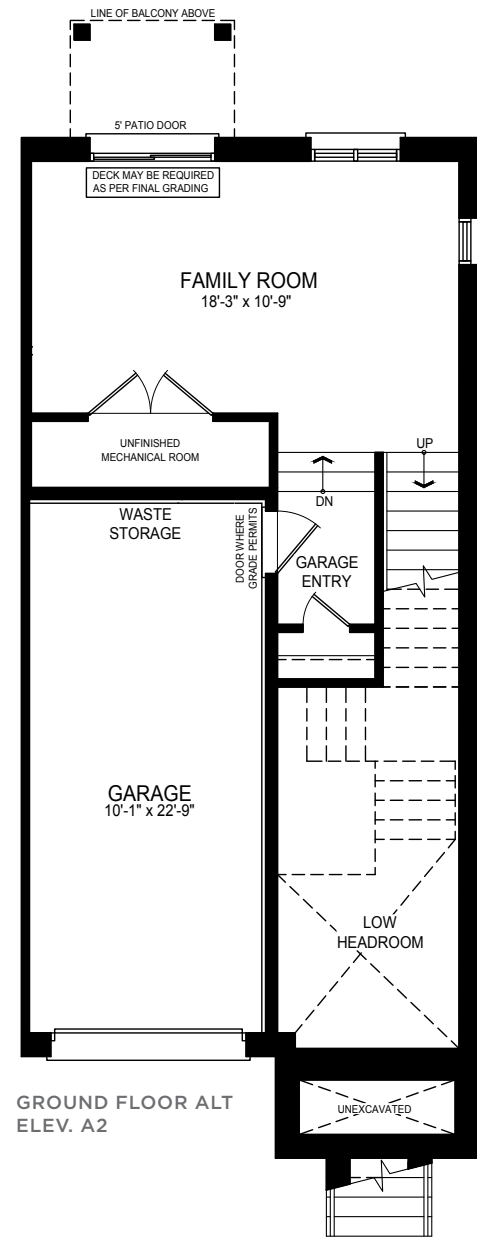 LINE OF BALCONY ABOVE
5' PATIO DOOR
DECK MAY BE REQUIRED
AS PER FINAL GRADING
FAMILY ROOM
18'-3" x 10'-9"
UNFINISHED
MECHANICAL ROOM
UP
DN
WASTE
STORAGE
DOOR WHERE
GRADE PERMITS
GARAGE
ENTRY
GARAGE
10'-1" x 22'-9"
LOW
HEADROOM
GROUND FLOOR ALT
ELEV. A2
UNEXCAVATED